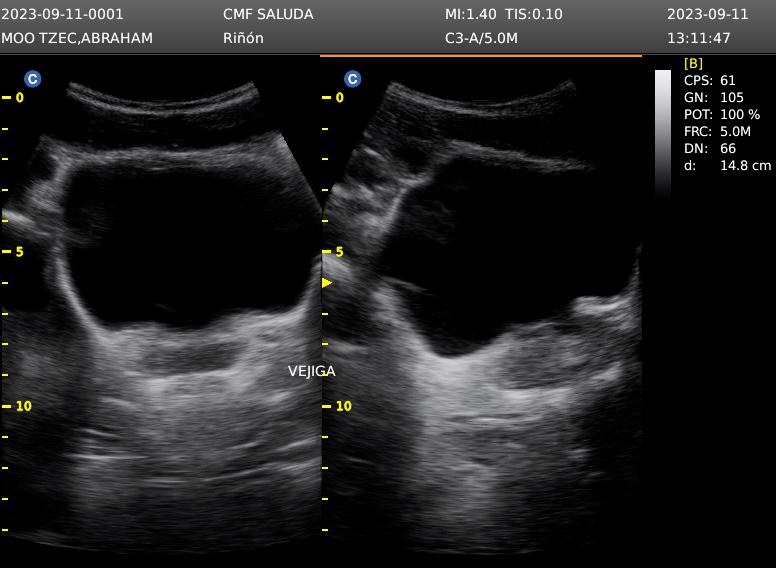 2023-09-11-0001 CMF SALUDA MI:1.40 TIS:0.10 2023-09-11
MOO TZEC,ABRAHAM Riñón C3-A/5.0M 13:11:47
[B]
CPS: 61
GN: 105
POT: 100 %
FRC: 5.0M
DN: 66
d: 14.8 cm
C
0
5
10
C
0
5
10
VEJIGA